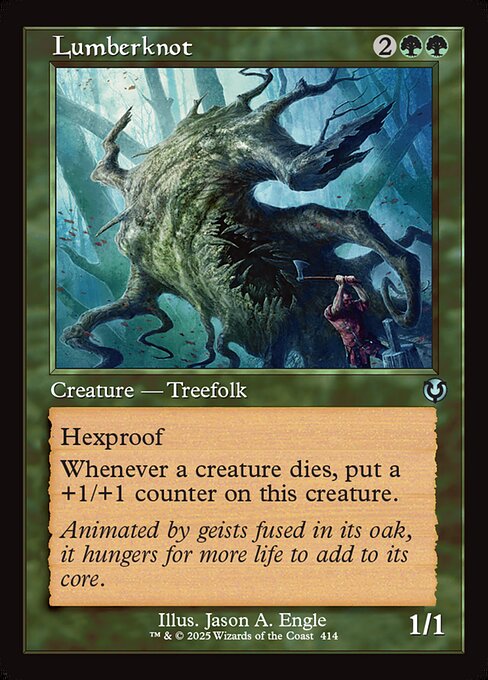 Lumberknot
2
Creature — Treefolk
Hexproof
Whenever a creature dies, put a
+1/+1 counter on this creature.
Animated by geists fused in its oak,
it hungers for more life to add to its
core.
Illus. Jason A. Engle
™ & © 2025 Wizards of the Coast 414
1/1